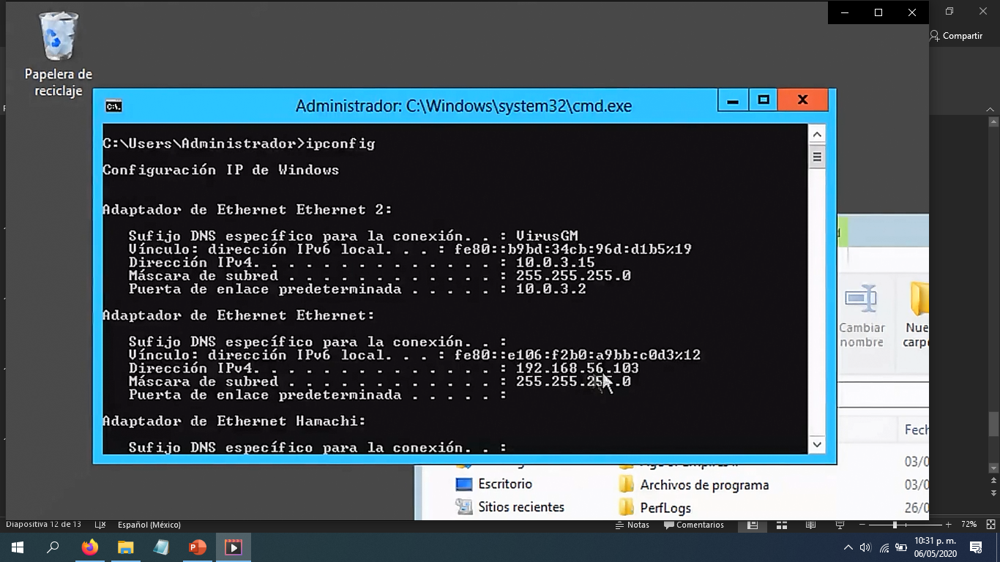 Compartir
Papelera de
reciclaje
Administrador: C:\Windows\system32\cmd.exe
C:\Users\Administrador>ipconfig
Configuración IP de Windows
Adaptador de Ethernet Ethernet 2:
Sufijo DNS específico para la conexión. . : VirusGM
Vínculo: dirección IPv6 local. . . : fe80::b9bd:34cb:96d:d1b5%19
Dirección IPv4. . . . . . . . . . . . . . : 10.0.3.15
Máscara de subred . . . . . . . . . . . . : 255.255.255.0
Puerta de enlace predeterminada . . . . . : 10.0.3.2
Adaptador de Ethernet Ethernet:
Sufijo DNS específico para la conexión. . :
Vínculo: dirección IPv6 local. . . : fe80::e106:f2b0:a9bb:c0d3%12
Dirección IPv4. . . . . . . . . . . . . . : 192.168.56.103
Máscara de subred . . . . . . . . . . . . : 255.255.255.0
Puerta de enlace predeterminada . . . . . :
Adaptador de Ethernet Hamachi:
Sufijo DNS específico para la conexión. . :
Cambiar
nombre
Nue
carp
Fech
03/0
Escritorio
Archivos de programa
03/0
Sitios recientes
PerfLogs
26/0
Diapositiva 12 de 13
Español (México)
Notas
Comentarios
72%
10:31 p. m.
06/05/2020